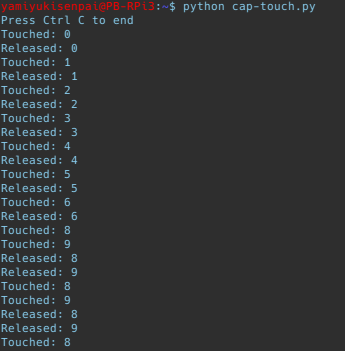 yamiyukisenpai@PB-RPi3:~$ python cap-touch.py
Press Ctrl C to end
Touched: 0
Released: 0
Touched: 1
Released: 1
Touched: 2
Released: 2
Touched: 3
Released: 3
Touched: 4
Released: 4
Touched: 5
Released: 5
Touched: 6
Released: 6
Touched: 8
Touched: 9
Released: 8
Released: 9
Touched: 8
Touched: 9
Released: 8
Released: 9
Touched: 8